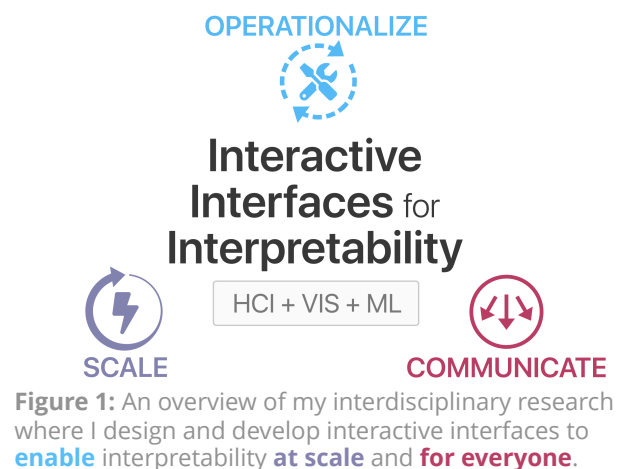 OPERATIONALIZE
Interactive
Interfaces for
Interpretability
HCI + VIS + ML
SCALE
COMMUNICATE
Figure 1: An overview of my interdisciplinary research
where I design and develop interactive interfaces to
enable interpretability at scale and for everyone.